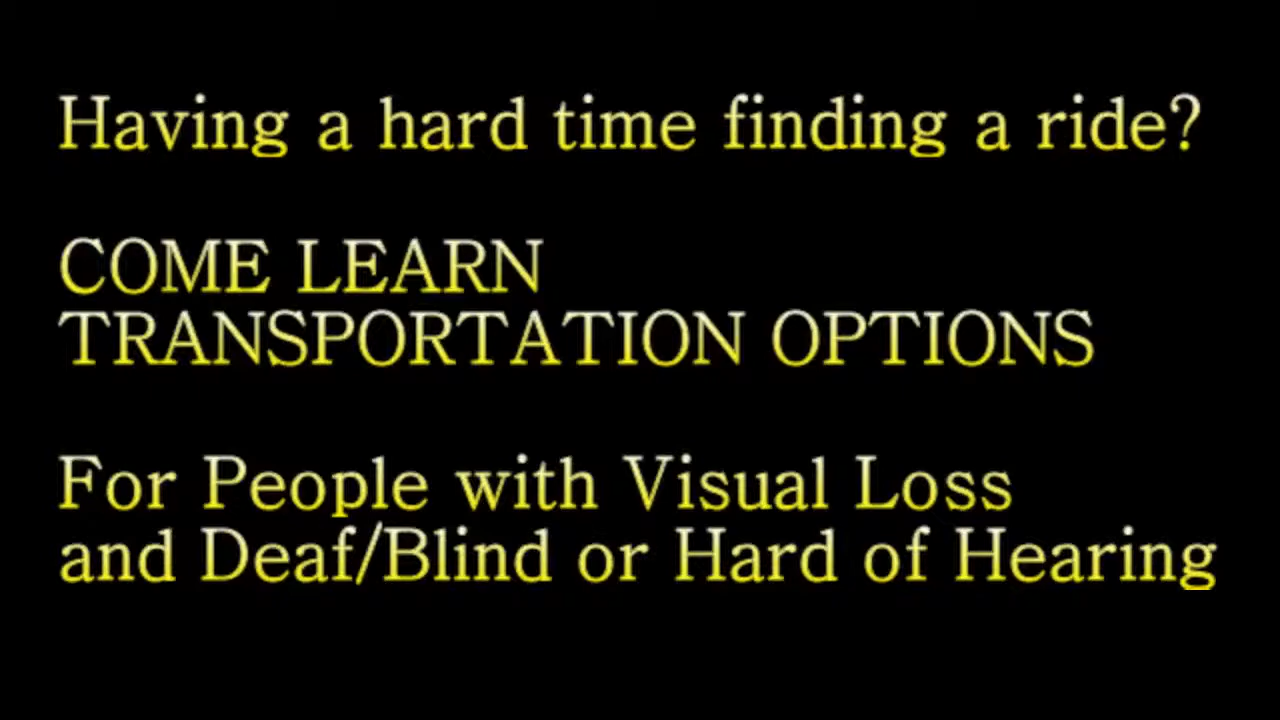 Having a hard time finding a ride?
COME LEARN
TRANSPORTATION OPTIONS
For People with Visual Loss
and Deaf/Blind or Hard of Hearing